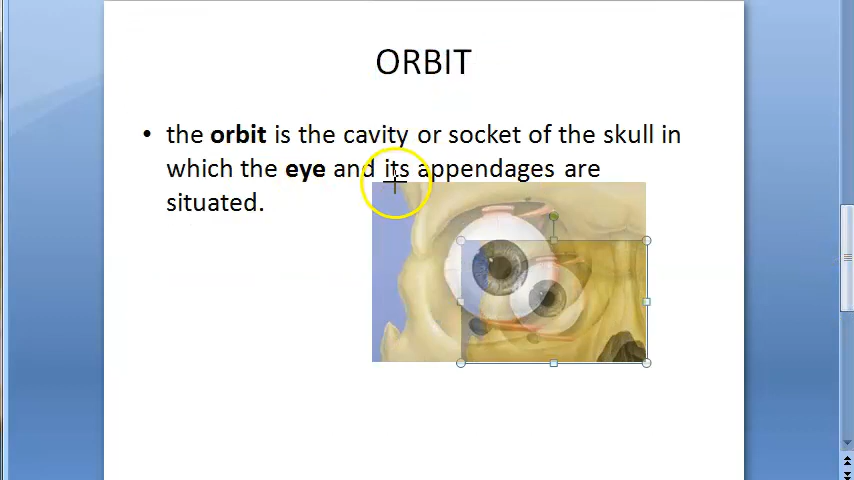 ORBIT
• the orbit is the cavity or socket of the skull in
which the eye and its appendages are
situated.